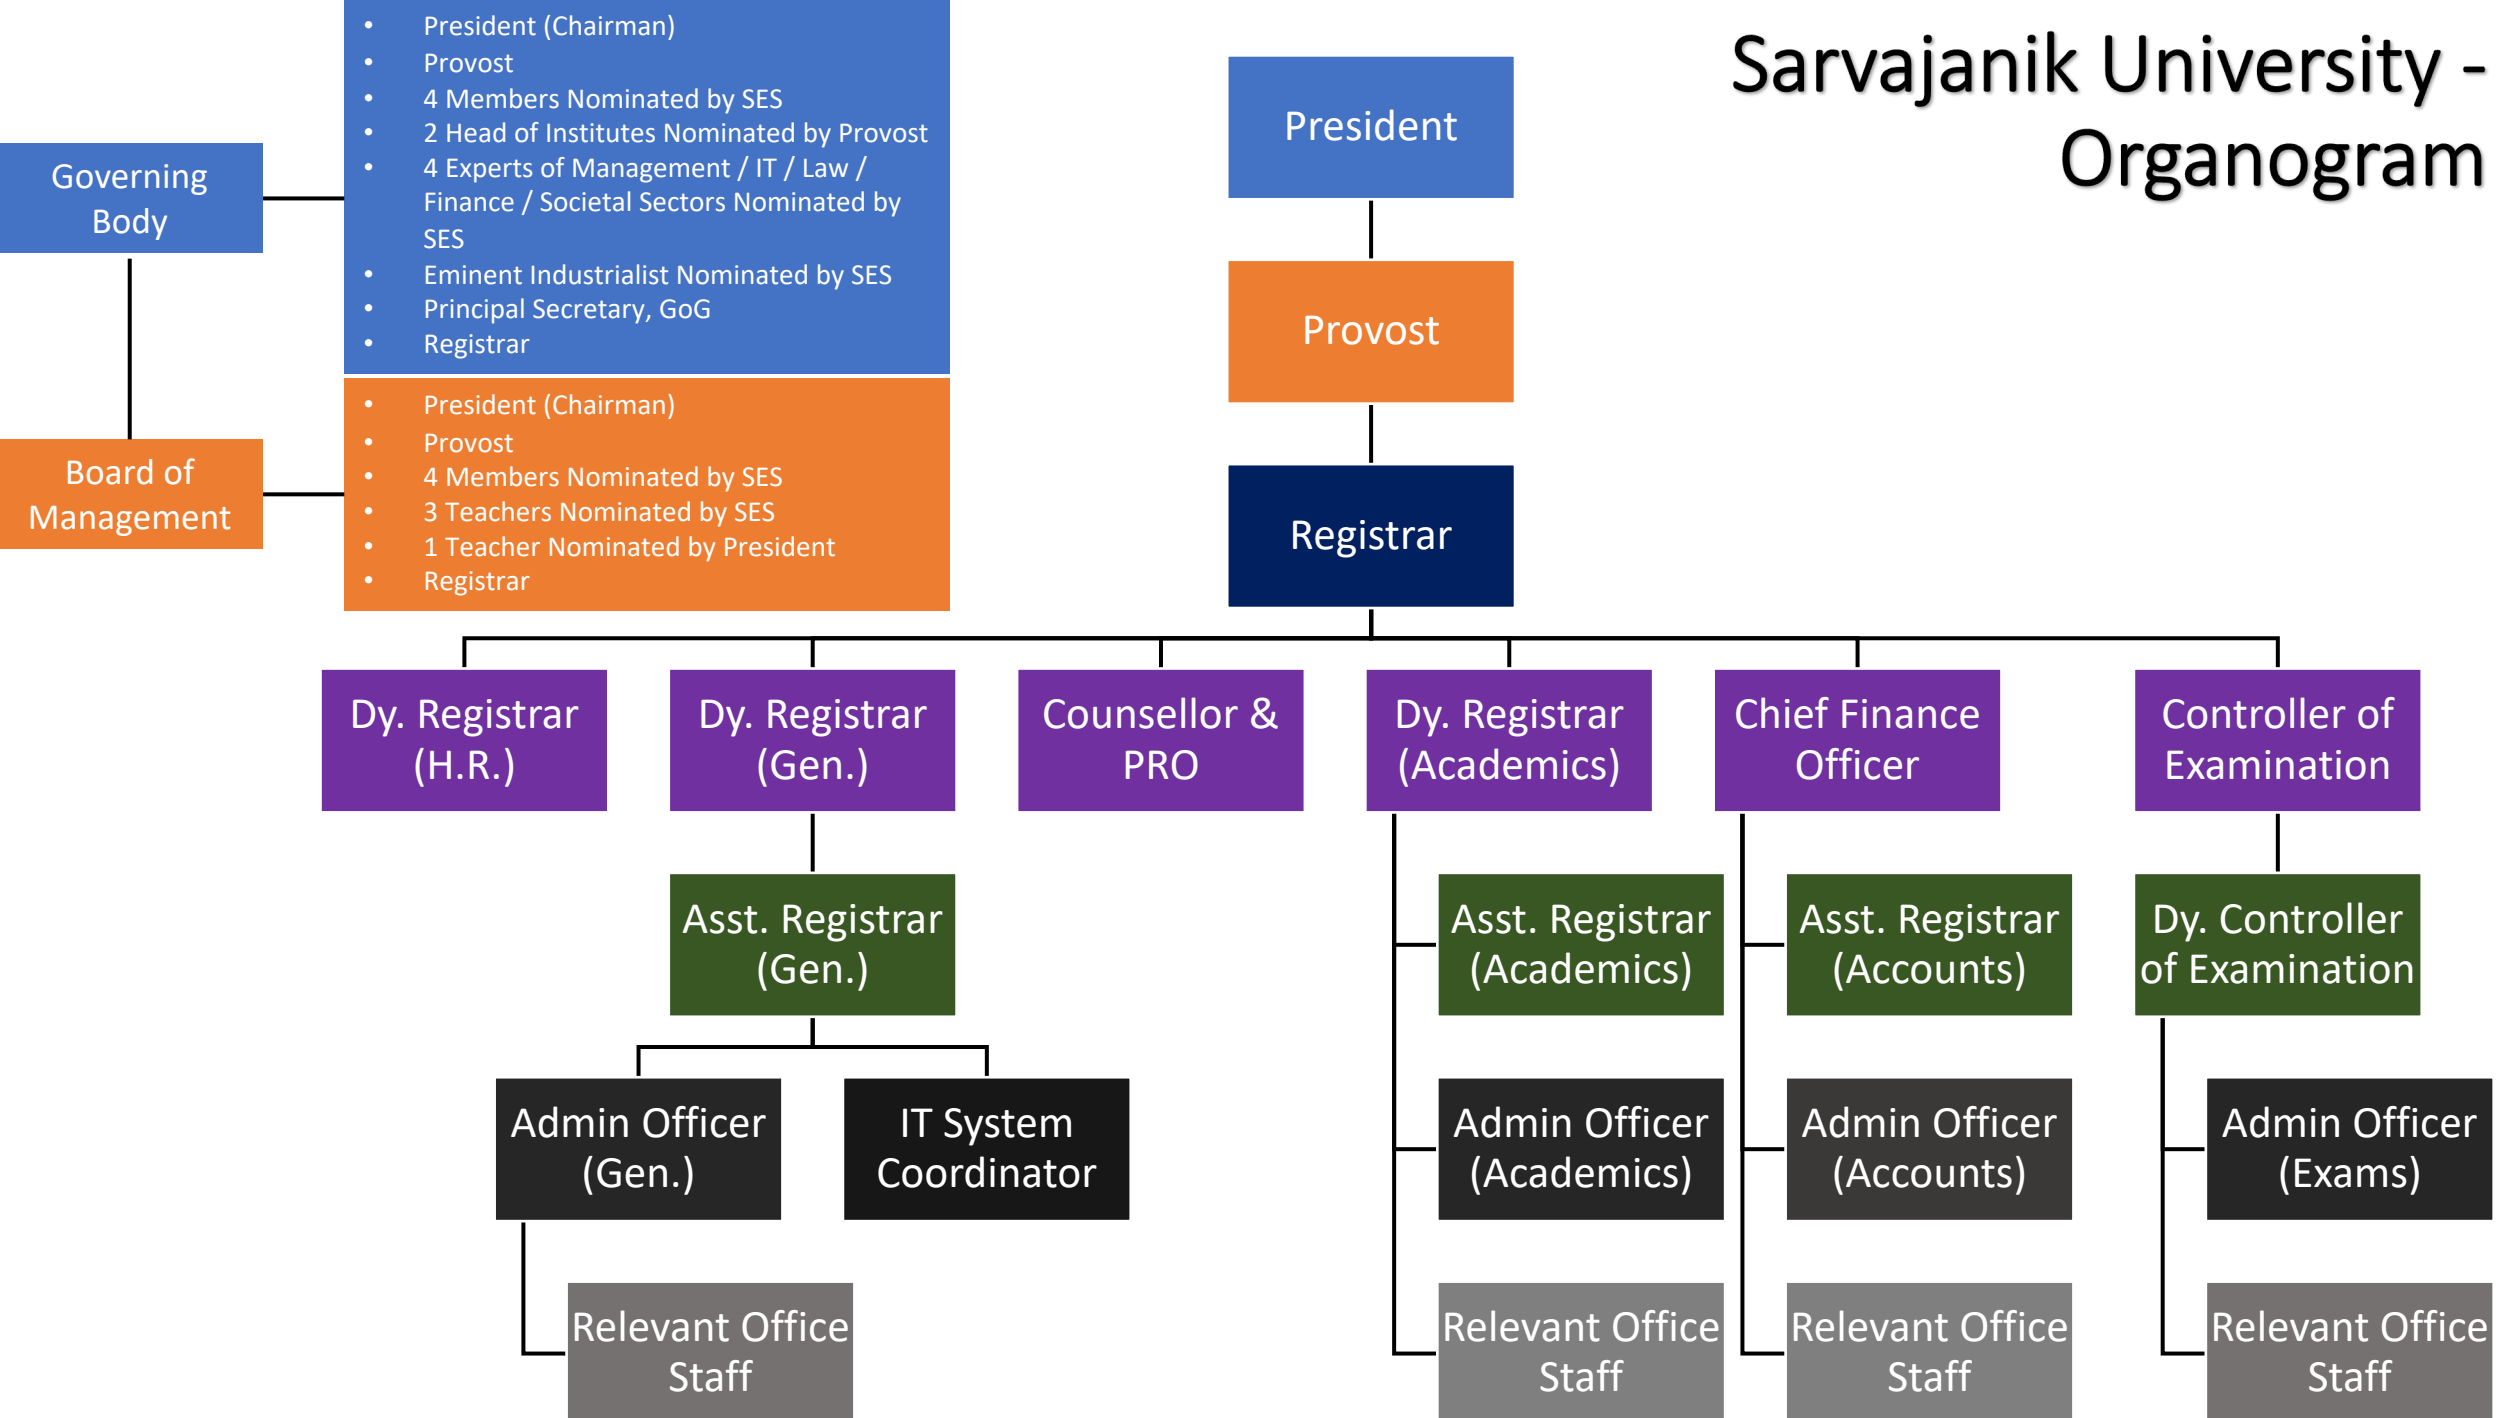 Sarvajanik University -
Organogram
Governing
Body
• President (Chairman)
• Provost
• 4 Members Nominated by SES
• 2 Head of Institutes Nominated by Provost
• 4 Experts of Management / IT / Law /
Finance / Societal Sectors Nominated by
SES
• Eminent Industrialist Nominated by SES
• Principal Secretary, GoG
• Registrar
Board of
Management
• President (Chairman)
• Provost
• 4 Members Nominated by SES
• 3 Teachers Nominated by SES
• 1 Teacher Nominated by President
• Registrar
President
Provost
Registrar
Dy. Registrar
(H.R.)
Dy. Registrar
(Gen.)
Counsellor &
PRO
Dy. Registrar
(Academics)
Chief Finance
Officer
Controller of
Examination
Asst. Registrar
(Gen.)
Asst. Registrar
(Academics)
Asst. Registrar
(Accounts)
Dy. Controller
of Examination
Admin Officer
(Gen.)
IT System
Coordinator
Admin Officer
(Academics)
Admin Officer
(Accounts)
Admin Officer
(Exams)
Relevant Office
Staff
Relevant Office
Staff
Relevant Office
Staff
Relevant Office
Staff